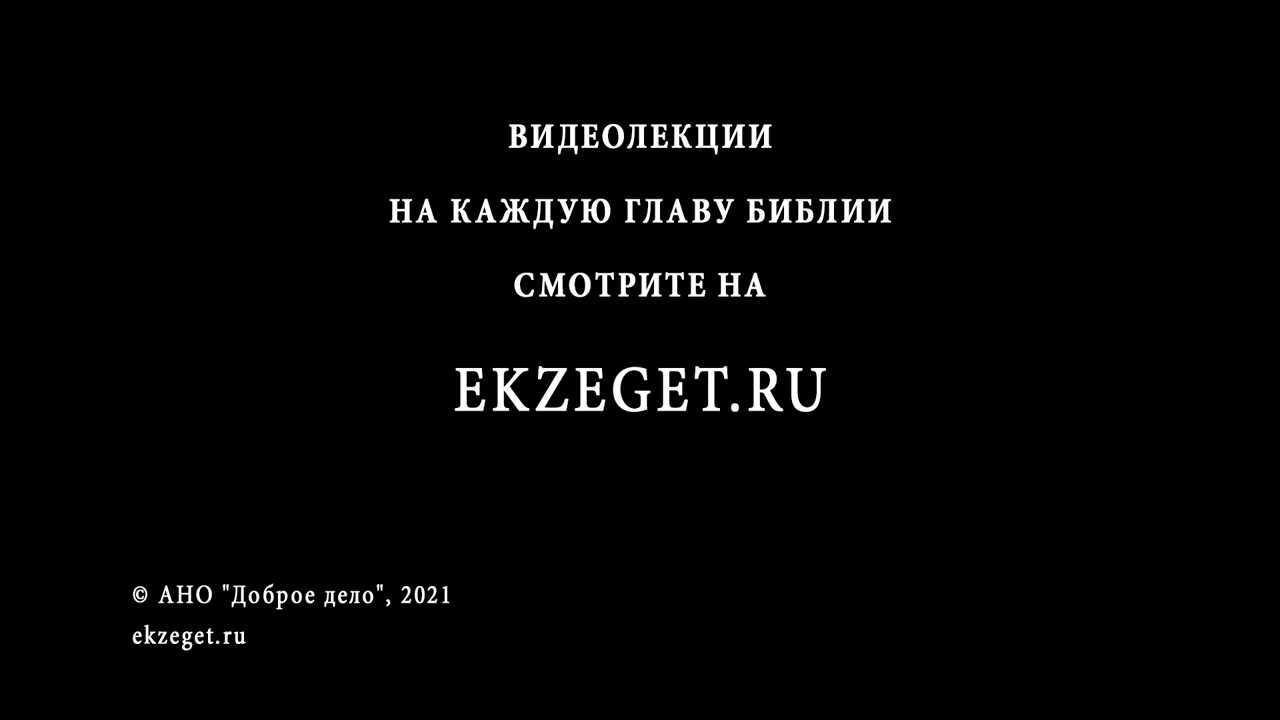 ВИДЕОЛЕКЦИИ
НА КАЖДУЮ ГЛАВУ БИБЛИИ
СМОТРИТЕ НА
EKZEGET.RU
© АНО "Доброе дело", 2021
ekzeget.ru